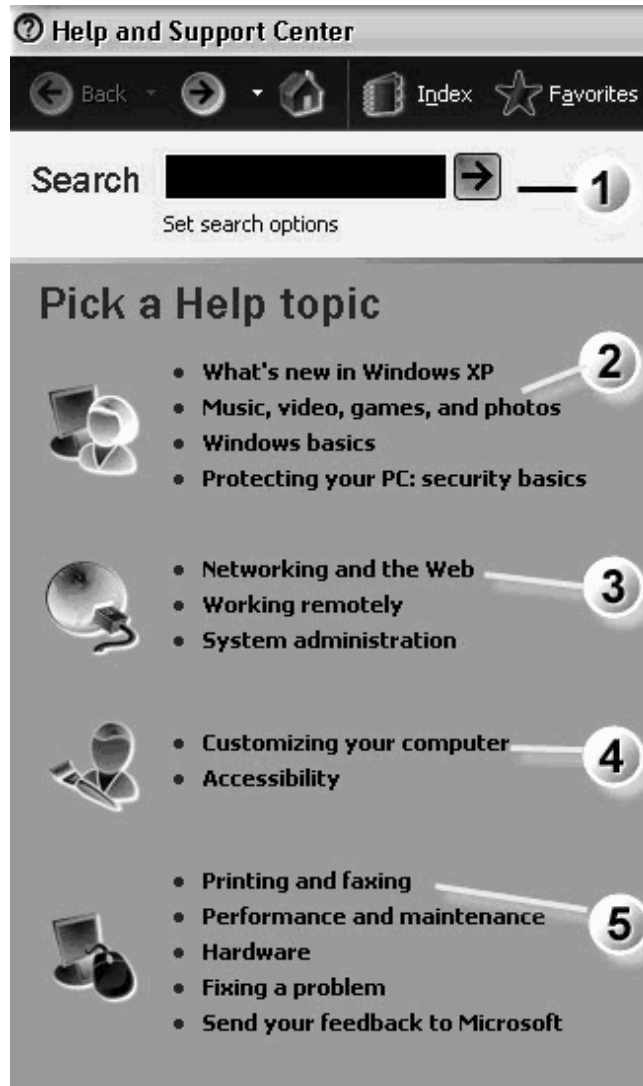 Help and Support Center
Back Index Favorites
Search 1
Set search options
Pick a Help topic
What's new in Windows XP 2
Music, video, games, and photos
Windows basics
Protecting your PC: security basics
Networking and the Web 3
Working remotely
System administration
Customizing your computer 4
Accessibility
Printing and faxing
Performance and maintenance 5
Hardware
Fixing a problem
Send your feedback to Microsoft